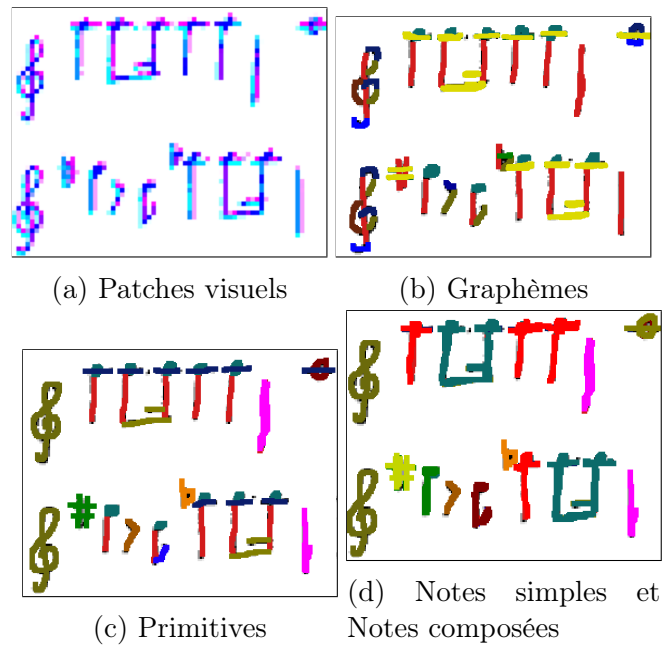 (a) Patches visuels
(b) Graphèmes
(c) Primitives
(d) Notes simples et
Notes composées